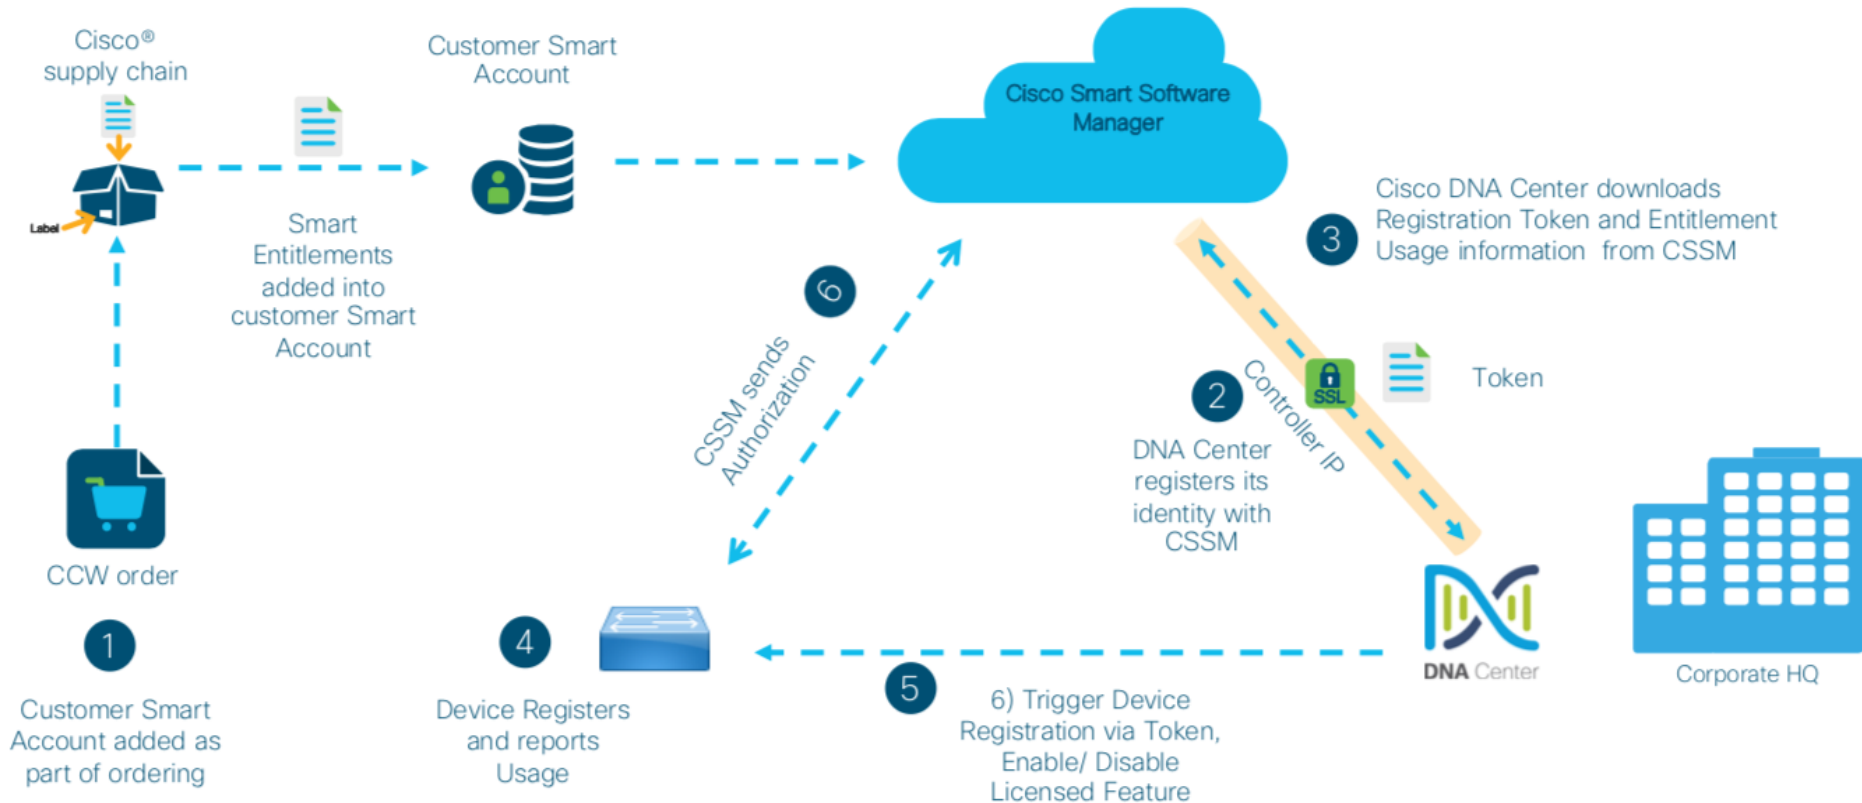 Cisco®
supply chain
Label
Smart
Entitlements
added into
customer Smart
Account
Customer Smart
Account
Cisco Smart Software
Manager
CCW order
1
Customer Smart
Account added as
part of ordering
6
CSSM sends
Authorization
3
Cisco DNA Center downloads
Registration Token and Entitlement
Usage information from CSSM
2
DNA Center
registers its
identity with
CSSM
Controller IP
SSL
Token
4
Device Registers
and reports
Usage
5
6) Trigger Device
Registration via Token,
Enable/ Disable
Licensed Feature
DNA Center
Corporate HQ